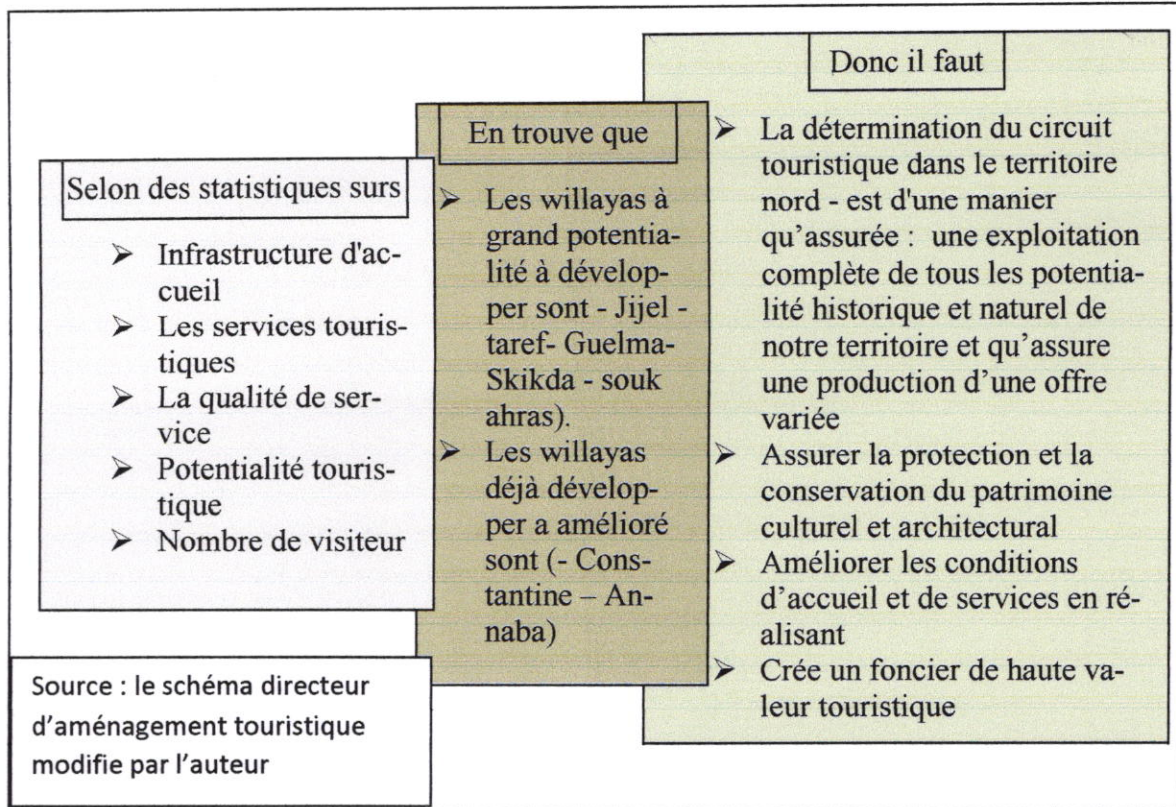 Selon des statistiques surs
➢ Infrastructure d'ac-
cueil
➢ Les services touris-
tiques
➢ La qualité de ser-
vice
➢ Potentialité touris-
tique
➢ Nombre de visiteur
En trouve que
➢ Les willayas à
grand potentia-
lité à dévelop-
per sont - Jijel -
taref- Guelma-
Skikda - souk
ahras).
➢ Les willayas
déjà dévelop-
per a amélioré
sont (- Cons-
tantine – An-
naba)
Donc il faut
➢ La détermination du circuit
touristique dans le territoire
nord - est d'une manier
qu’assurée : une exploitation
complète de tous les potentia-
lité historique et naturel de
notre territoire et qu’assure
une production d’une offre
variée
➢ Assurer la protection et la
conservation du patrimoine
culturel et architectural
➢ Améliorer les conditions
d’accueil et de services en ré-
alisant
➢ Crée un foncier de haute va-
leur touristique
Source : le schéma directeur
d’aménagement touristique
modifie par l’auteur